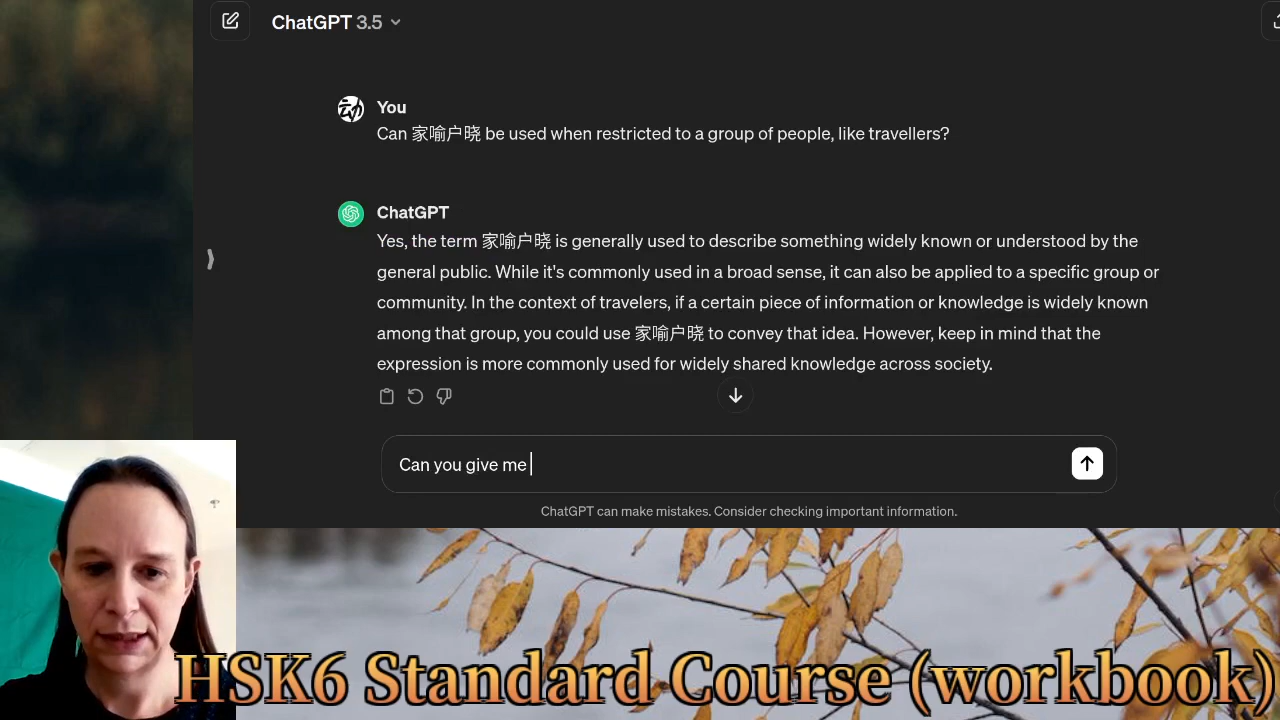 ChatGPT 3.5
You
Can 家喻户晓 be used when restricted to a group of people, like travellers?
ChatGPT
Yes, the term 家喻户晓 is generally used to describe something widely known or understood by the
general public. While it's commonly used in a broad sense, it can also be applied to a specific group or
community. In the context of travelers, if a certain piece of information or knowledge is widely known
among that group, you could use 家喻户晓 to convey that idea. However, keep in mind that the
expression is more commonly used for widely shared knowledge across society.
Can you give me
ChatGPT can make mistakes. Consider checking important information.
HSK6 Standard Course (workbook)